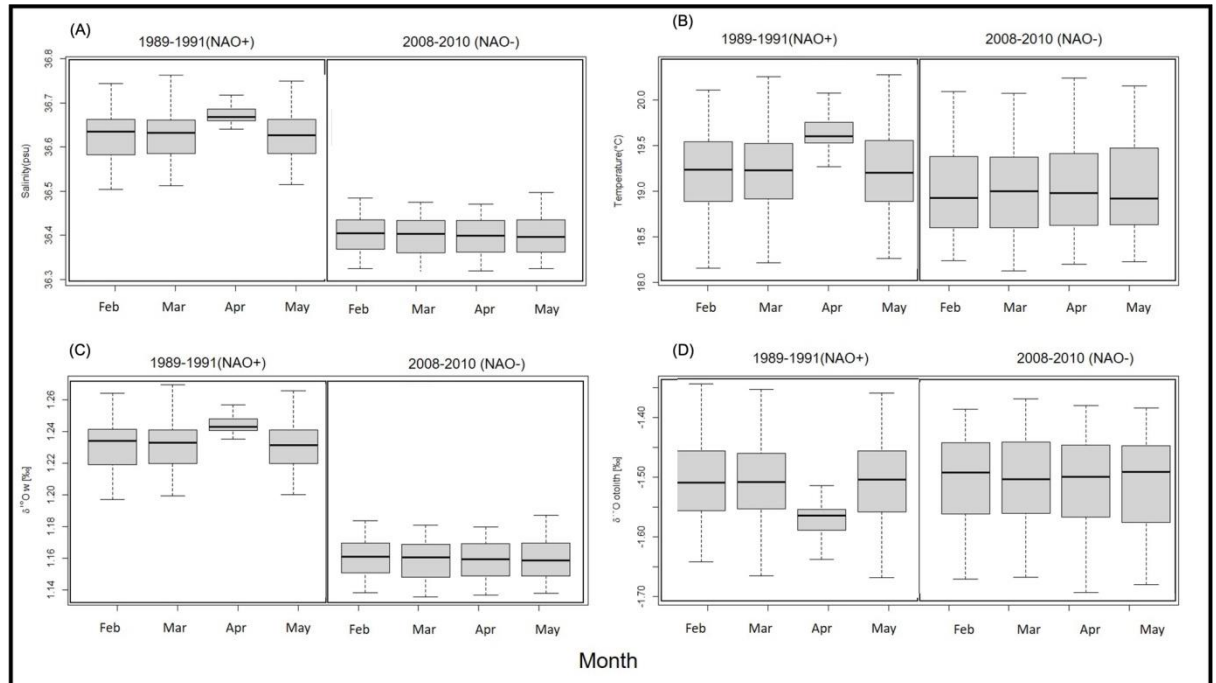 (A)
1989-1991(NAO+) 2008-2010 (NAO-)
Salinity(psu)
36.8
36.7
36.6
36.5
36.4
36.3
Feb Mar Apr May Feb Mar Apr May
(B)
1989-1991(NAO+) 2008-2010 (NAO-)
Temperature(°C)
20.0
19.5
19.0
18.5
18.0
Feb Mar Apr May Feb Mar Apr May
(C)
1989-1991(NAO+) 2008-2010 (NAO-)
δ¹⁸O w [‰]
1.26
1.24
1.22
1.20
1.18
1.16
1.14
Feb Mar Apr May Feb Mar Apr May
(D)
1989-1991(NAO+) 2008-2010 (NAO-)
otolith [‰]
-1.40
-1.50
-1.60
-1.70
Feb Mar Apr May Feb Mar Apr May
Month